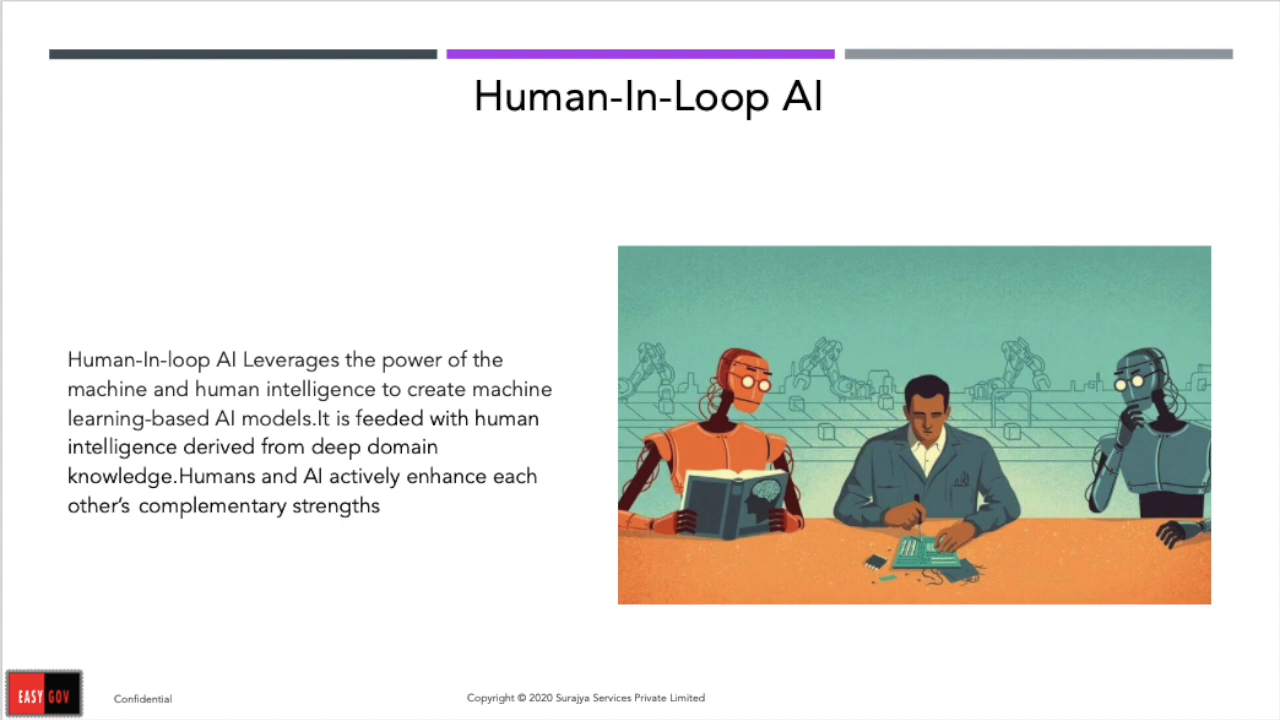 Human-In-Loop AI
Human-In-loop AI Leverages the power of the
machine and human intelligence to create machine
learning-based AI models.It is feeded with human
intelligence derived from deep domain
knowledge.Humans and AI actively enhance each
other’s complementary strengths
EASY GOV
Confidential
Copyright © 2020 Surajya Services Private Limited